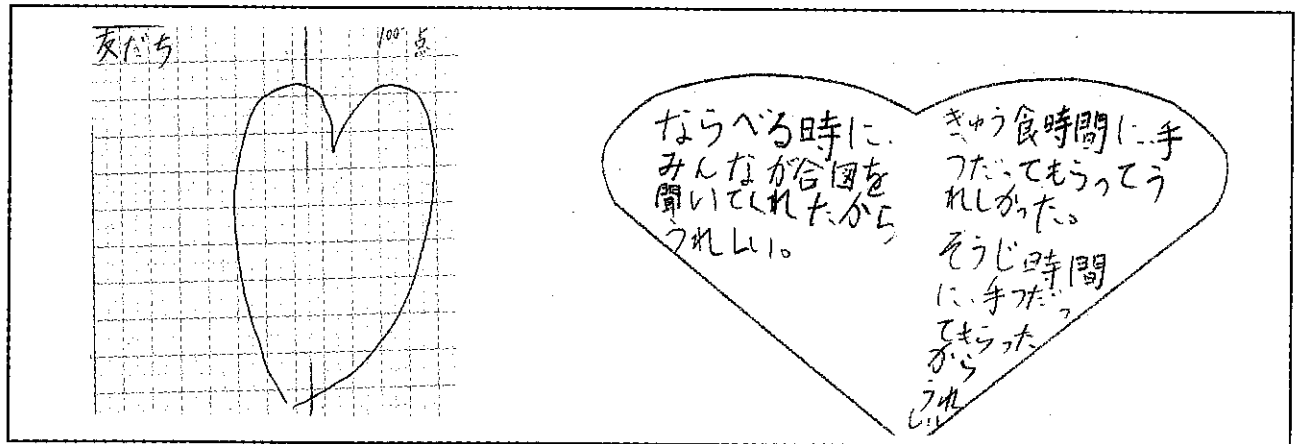 友だち
100点
ならべる時に、
みんなが合図を
聞いてくれたから
うれしい。
きゅう食時間に、手
つだってもらってう
れしかった。
そうじ時間
に、手つだっ
てもらった
から
うれ
しい